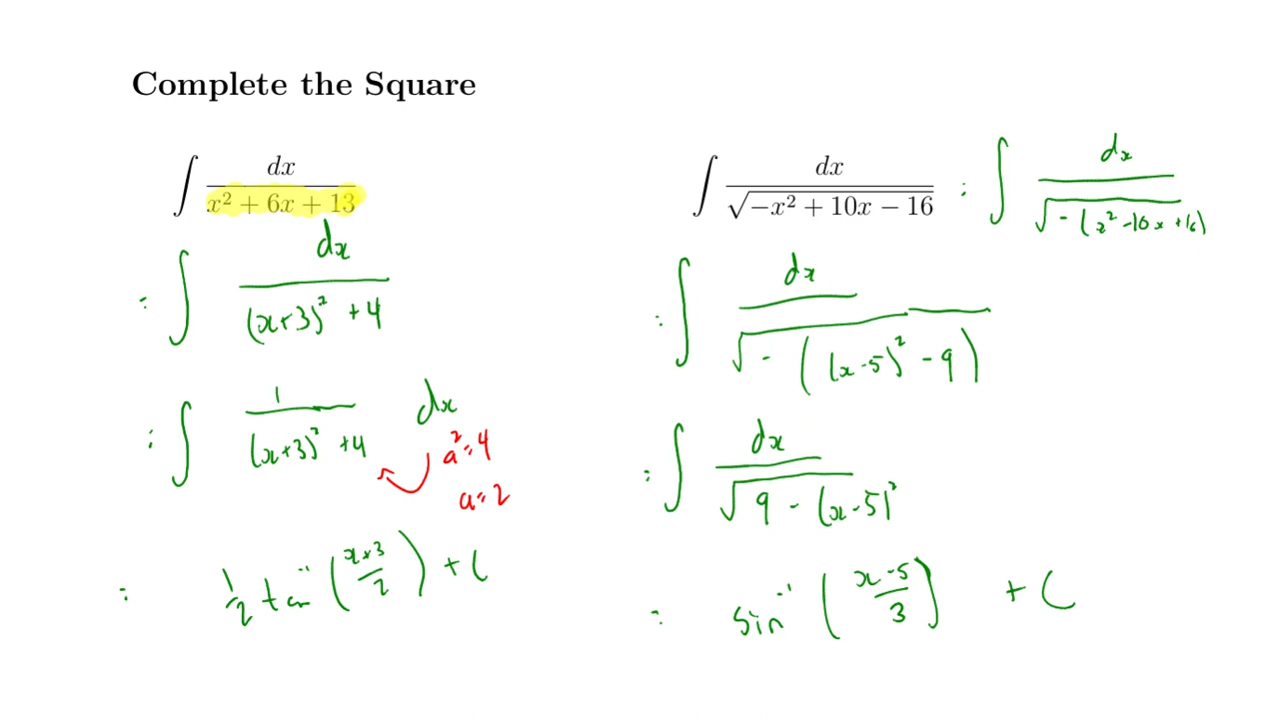 Complete the Square
∫ dx / (x² + 6x + 13)
= ∫ dx / ((x+3)² + 4)
= ∫ 1 / ((x+3)² + 4) dx
a² = 4
a = 2
= 1/2 tan⁻¹ ((x+3)/2) + C
∫ dx / √(−x² + 10x − 16) = ∫ dx / √(−(x² − 10x + 16))
= ∫ dx / √(−((x−5)² − 9))
= ∫ dx / √(9 − (x−5)²)
= sin⁻¹ ((x−5)/3) + C